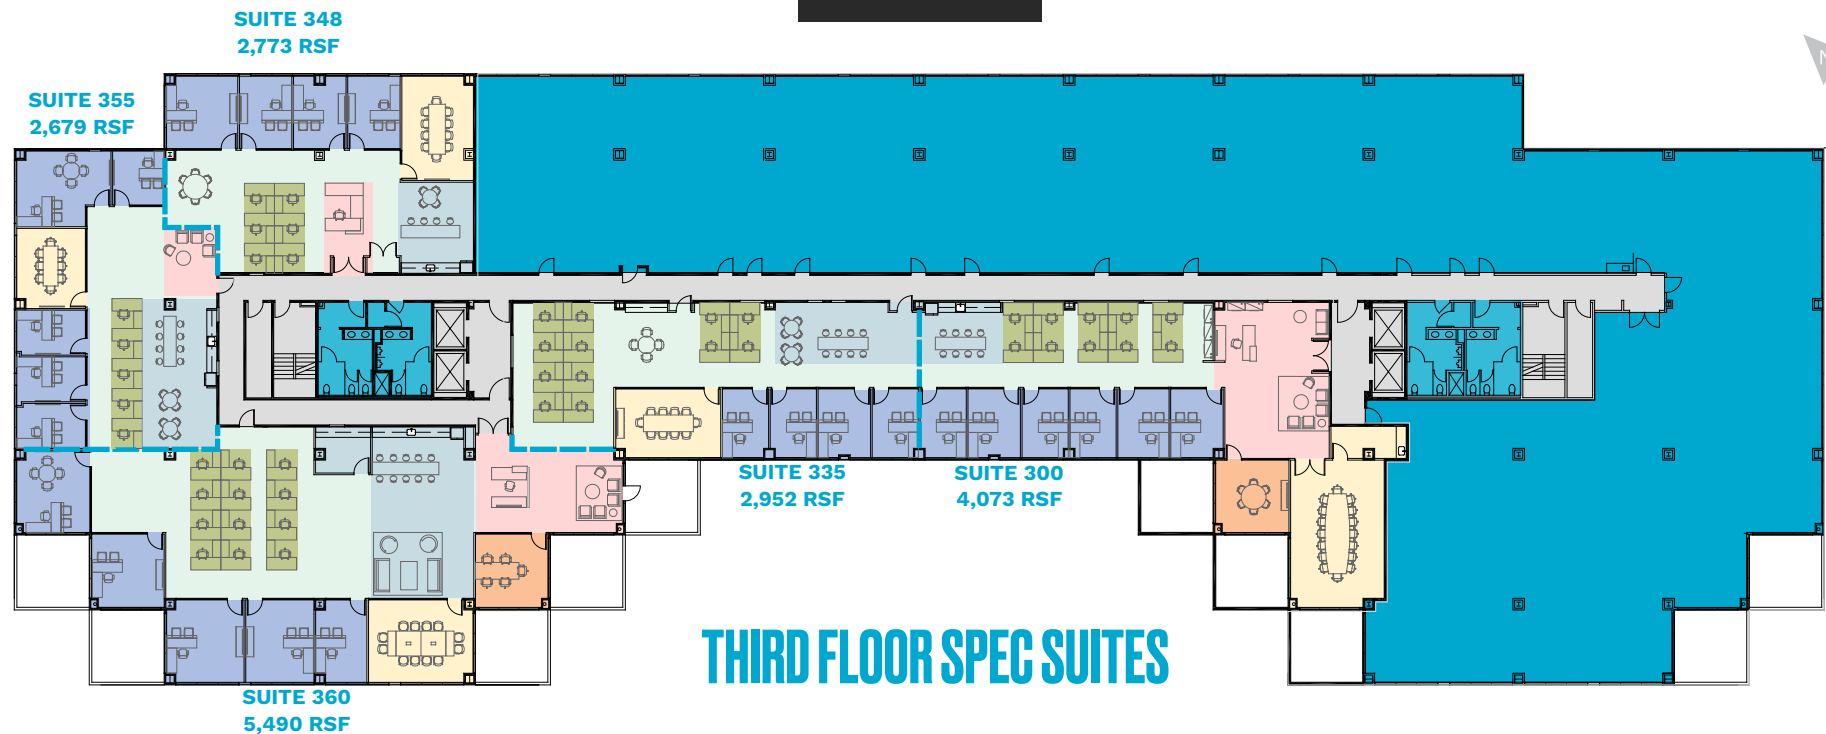 SUITE 348
2,773 RSF
SUITE 355
2,679 RSF
N
SUITE 335
2,952 RSF
SUITE 300
4,073 RSF
THIRD FLOOR SPEC SUITES
SUITE 360
5,490 RSF